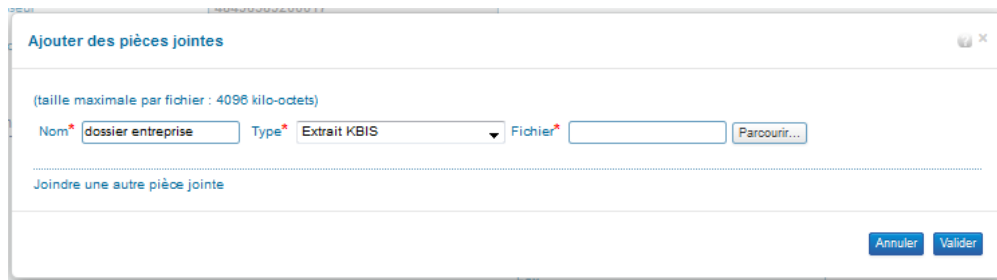 Ajouter des pièces jointes
(taille maximale par fichier : 4096 kilo-octets)
Nom* dossier entreprise Type* Extrait KBIS Fichier* Parcourir...
Joindre une autre pièce jointe
Annuler Valider